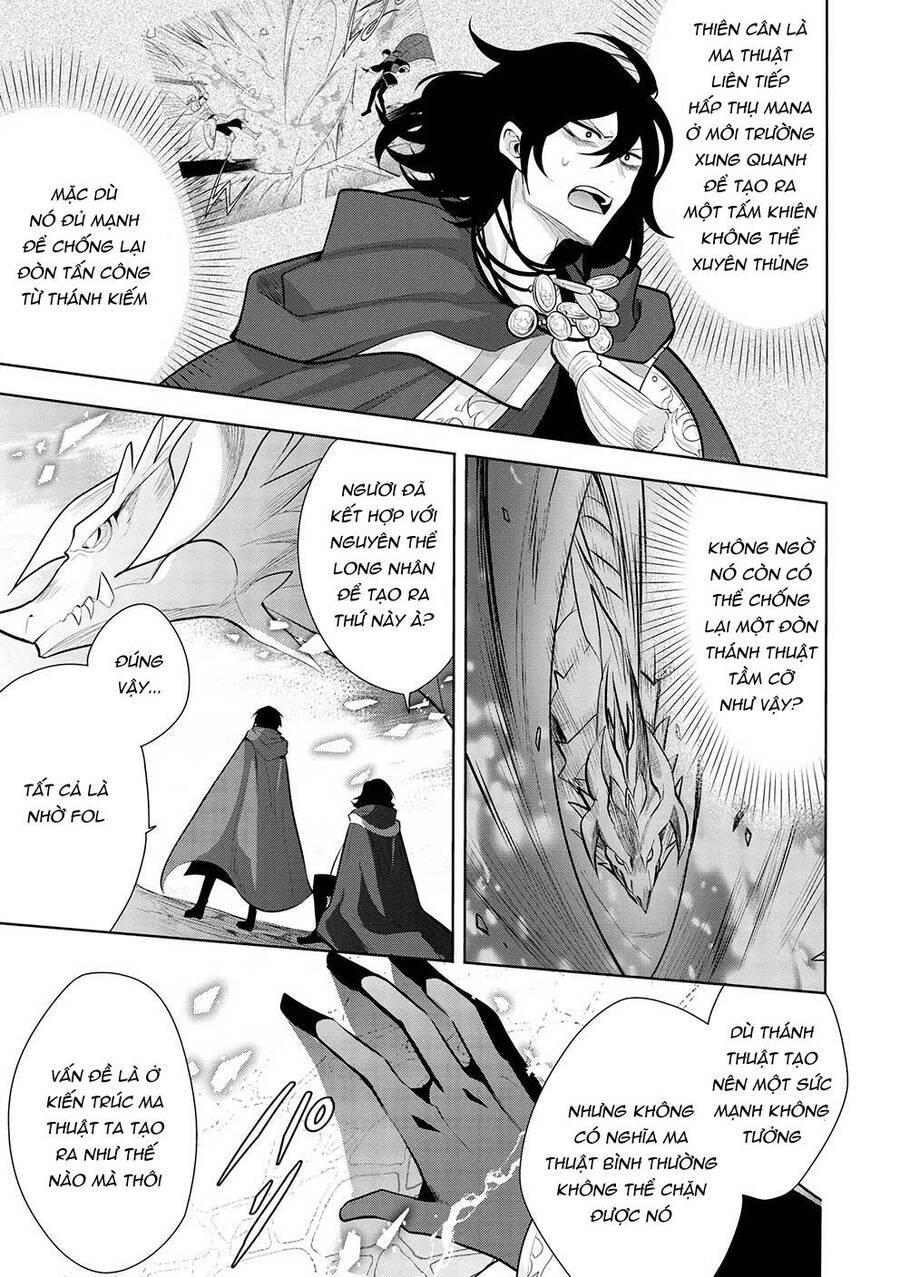 THIÊN CÂN LÀ
MA THUẬT
LIÊN TIẾP
HẤP THỤ MANA
Ở MÔI TRƯỜNG
XUNG QUANH
ĐỂ TẠO RA
MỘT TẤM KHIÊN
KHÔNG THỂ
XUYÊN THỦNG
MẶC DÙ
NÓ ĐỦ MẠNH
ĐỂ CHỐNG LẠI
ĐÒN TẤN CÔNG
TỪ THÁNH KIẾM
KHÔNG NGỜ
NÓ CÒN CÓ
THỂ CHỐNG
LẠI MỘT ĐÒN
THÁNH THUẬT
TẦM CỠ
NHƯ VẬY?
NGƯƠI ĐÃ
KẾT HỢP VỚI
NGUYÊN THỂ
LONG NHÂN
ĐỂ TẠO RA
THỨ NÀY À?
ĐÚNG
VẬY...
TẤT CẢ LÀ
NHỜ FOL
DÙ THÁNH
THUẬT TẠO
NÊN MỘT SỨC
MẠNH KHÔNG
TƯỞNG
NHƯNG KHÔNG
CÓ NGHĨA MA
THUẬT BÌNH THƯỜNG
KHÔNG THỂ CHẶN
ĐƯỢC NÓ
VẤN ĐỀ LÀ Ở
KIẾN TRÚC MA
THUẬT TA TẠO
RA NHƯ THẾ
NÀO MÀ THÔI
パパパ